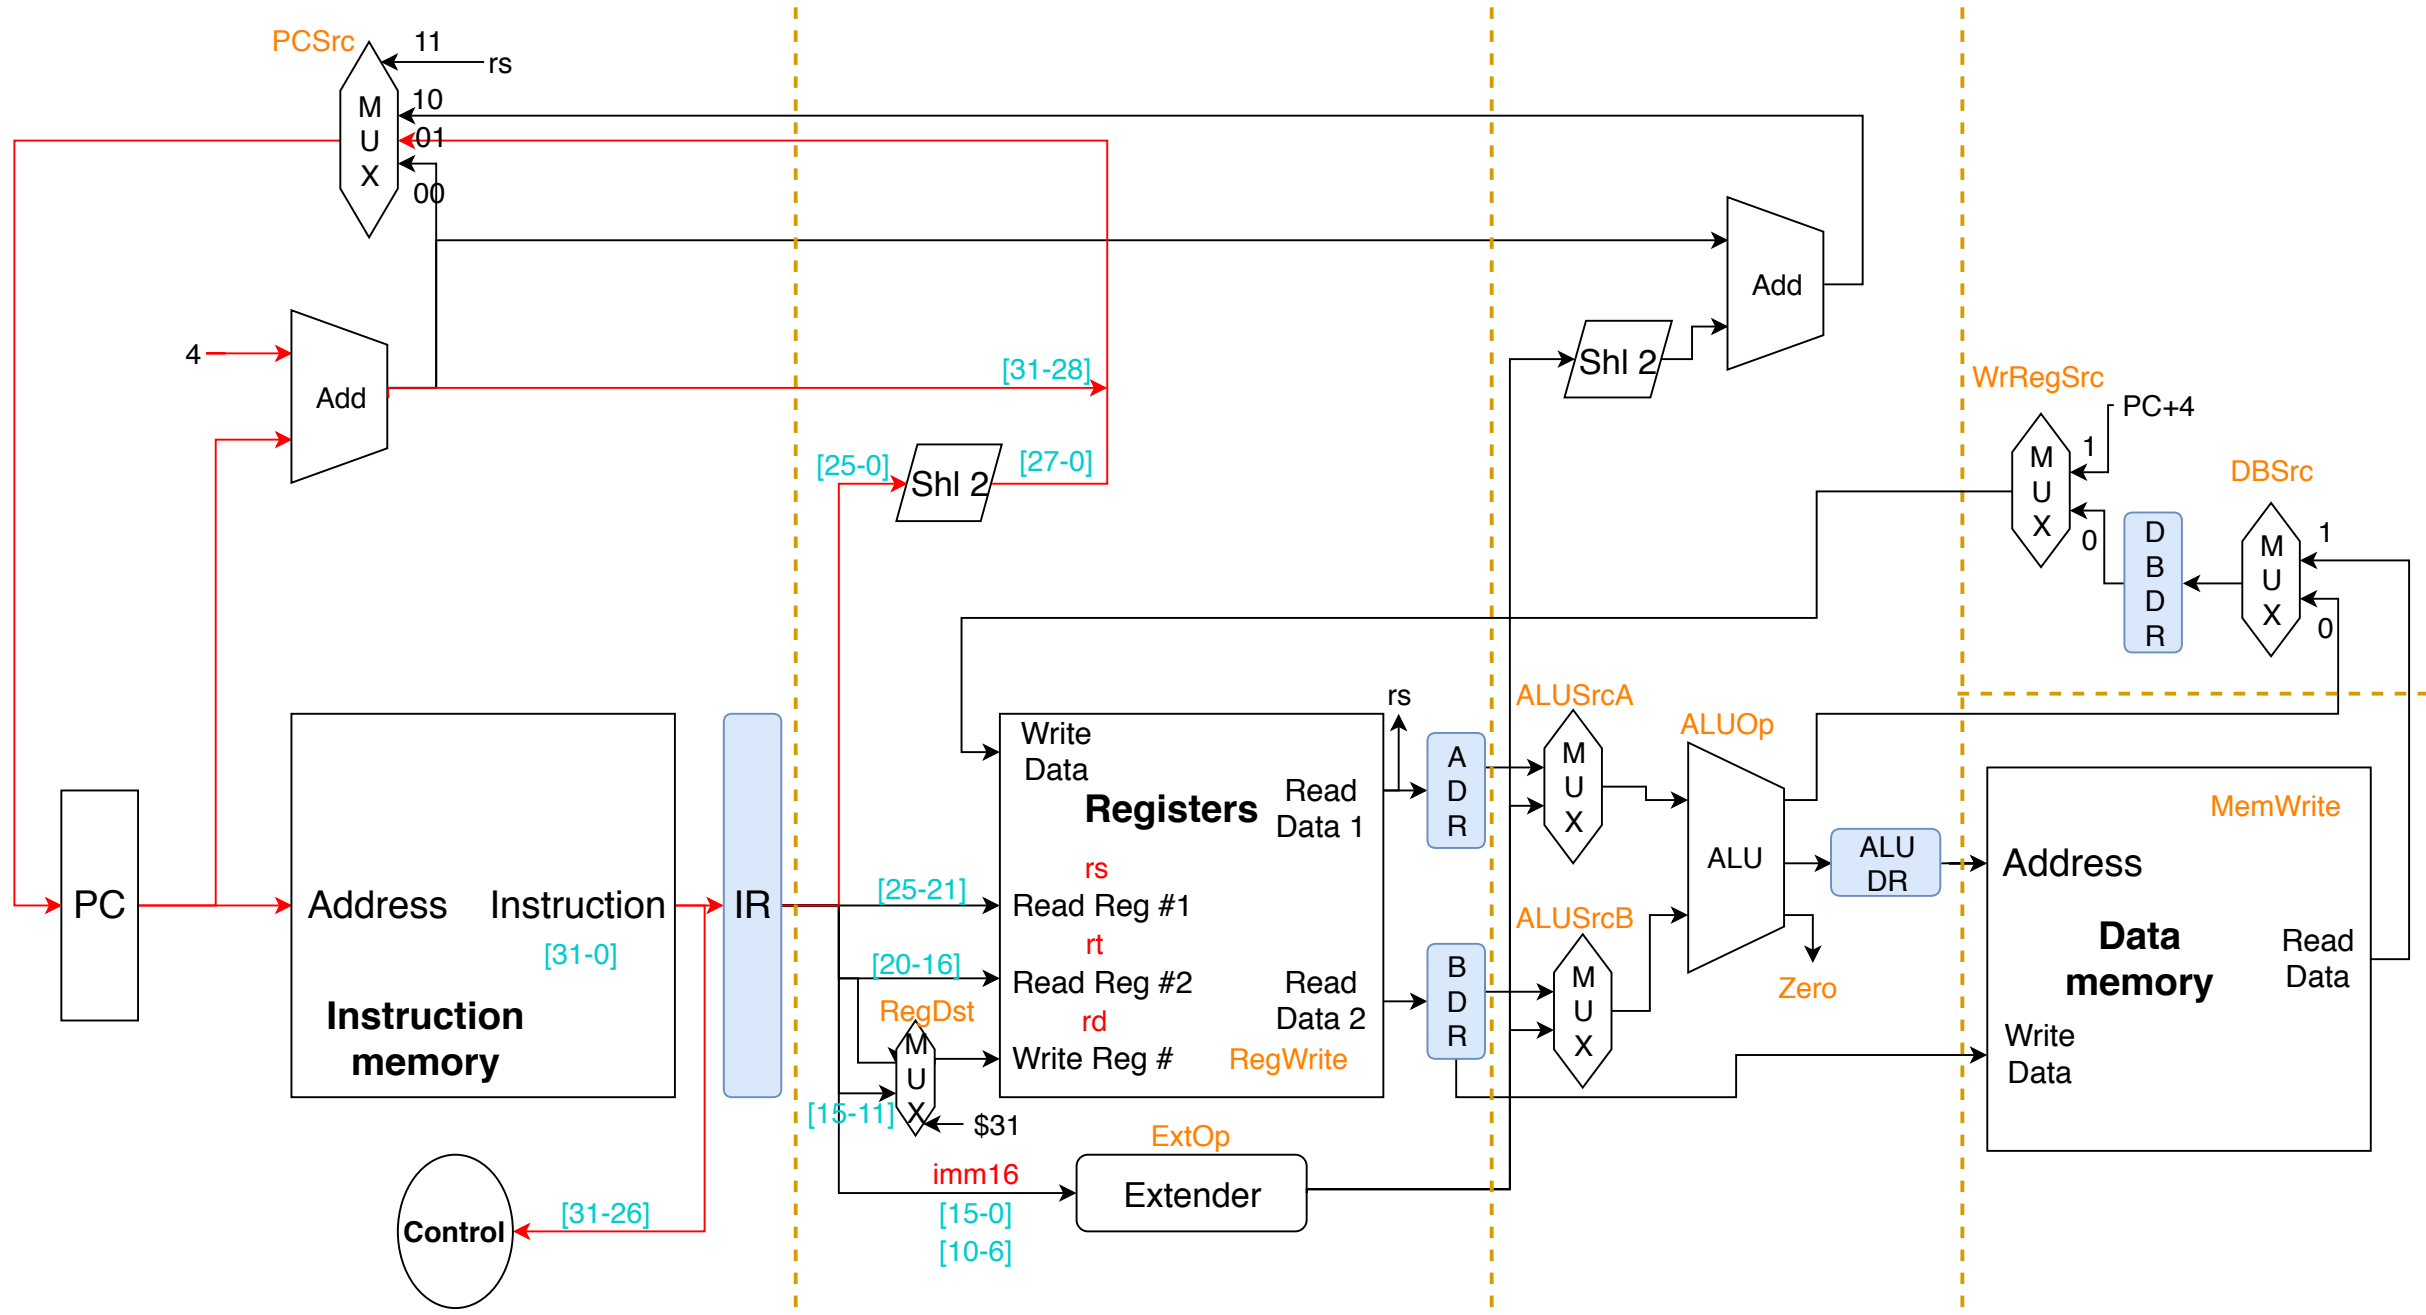 PCSrc
11
rs
10
01
00
M
U
X
4
Add
[31-28]
[25-0]
Shl 2
[27-0]
Add
Shl 2
WrRegSrc
PC+4
1
M
U
X
0
DBSrc
D
B
D
R
1
M
U
X
0
PC
Address
Instruction
[31-0]
Instruction
memory
IR
Control
[31-26]
Write
Data
Registers
Read
Data 1
rs
[25-21]
Read Reg #1
rt
[20-16]
Read Reg #2
Read
Data 2
rd
RegDst
Write Reg #
RegWrite
M
U
X
[15-11]
$31
imm16
[15-0]
[10-6]
ExtOp
Extender
rs
A
D
R
B
D
R
ALUSrcA
M
U
X
ALUSrcB
M
U
X
ALUOp
ALU
Zero
ALU
DR
MemWrite
Address
Data
memory
Read
Data
Write
Data